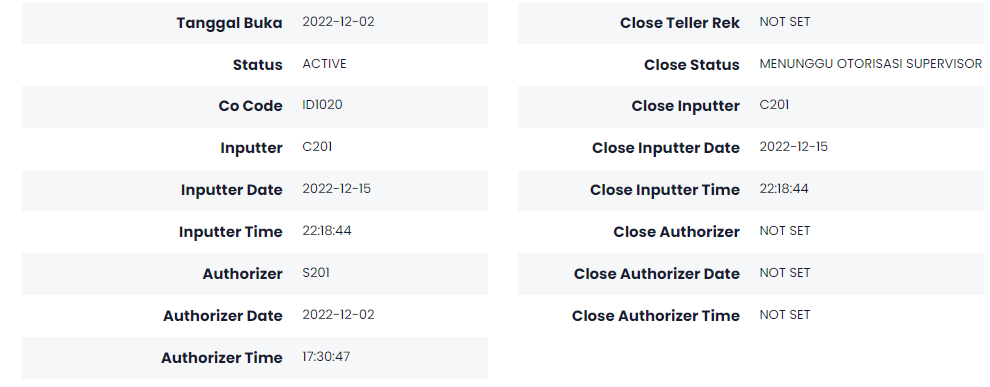 Tanggal Buka 2022-12-02
Status ACTIVE
Co Code ID1020
Inputter C201
Inputter Date 2022-12-15
Inputter Time 22:18:44
Authorizer S201
Authorizer Date 2022-12-02
Authorizer Time 17:30:47
Close Teller Rek NOT SET
Close Status MENUNGGU OTORISASI SUPERVISOR
Close Inputter C201
Close Inputter Date 2022-12-15
Close Inputter Time 22:18:44
Close Authorizer NOT SET
Close Authorizer Date NOT SET
Close Authorizer Time NOT SET